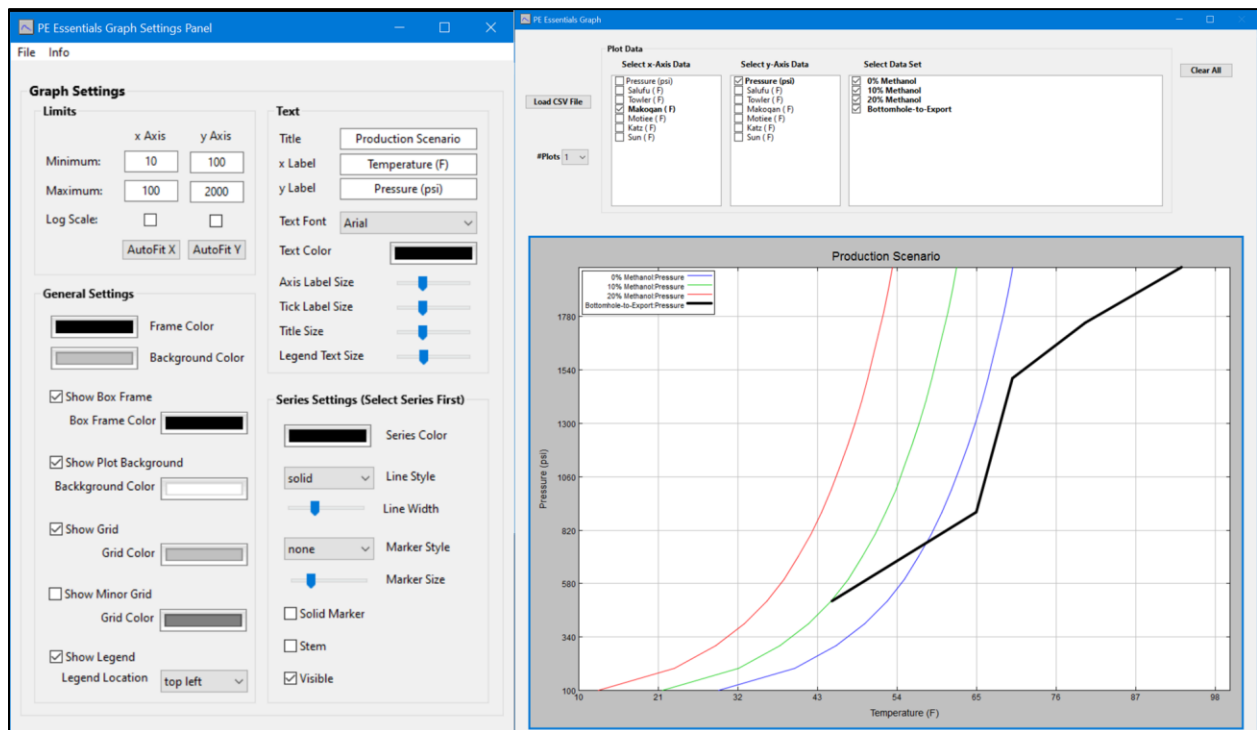 PE Essentials Graph Settings Panel
File Info
Graph Settings
Limits
x Axis y Axis
Minimum: 10 100
Maximum: 100 2000
Log Scale:
AutoFit X AutoFit Y
General Settings
Frame Color
Background Color
Show Box Frame
Box Frame Color
Show Plot Background
Backkground Color
Show Grid
Grid Color
Show Minor Grid
Grid Color
Show Legend
Legend Location top left
Text
Title Production Scenario
x Label Temperature (F)
y Label Pressure (psi)
Text Font Arial
Text Color
Axis Label Size
Tick Label Size
Title Size
Legend Text Size
Series Settings (Select Series First)
Series Color
solid Line Style
Line Width
none Marker Style
Marker Size
Solid Marker
Stem
Visible
PE Essentials Graph
Plot Data
Select x-Axis Data Select y-Axis Data Select Data Set
Clear All
Load CSV File
#Plots 1
Pressure (psi)
Salufu ( F)
Towler ( F)
Makogan ( F)
Motiee ( F)
Katz ( F)
Sun ( F)
Pressure (psi)
Salufu ( F)
Towler ( F)
Makogan ( F)
Motiee ( F)
Katz ( F)
Sun ( F)
0% Methanol
10% Methanol
20% Methanol
Bottomhole-to-Export
Production Scenario
0% Methanol:Pressure
10% Methanol:Pressure
20% Methanol:Pressure
Bottomhole-to-Export:Pressure
Pressure (psi)
1780
1540
1300
1060
820
580
340
100
10 21 32 43 54 65 76 87 98
Temperature (F)